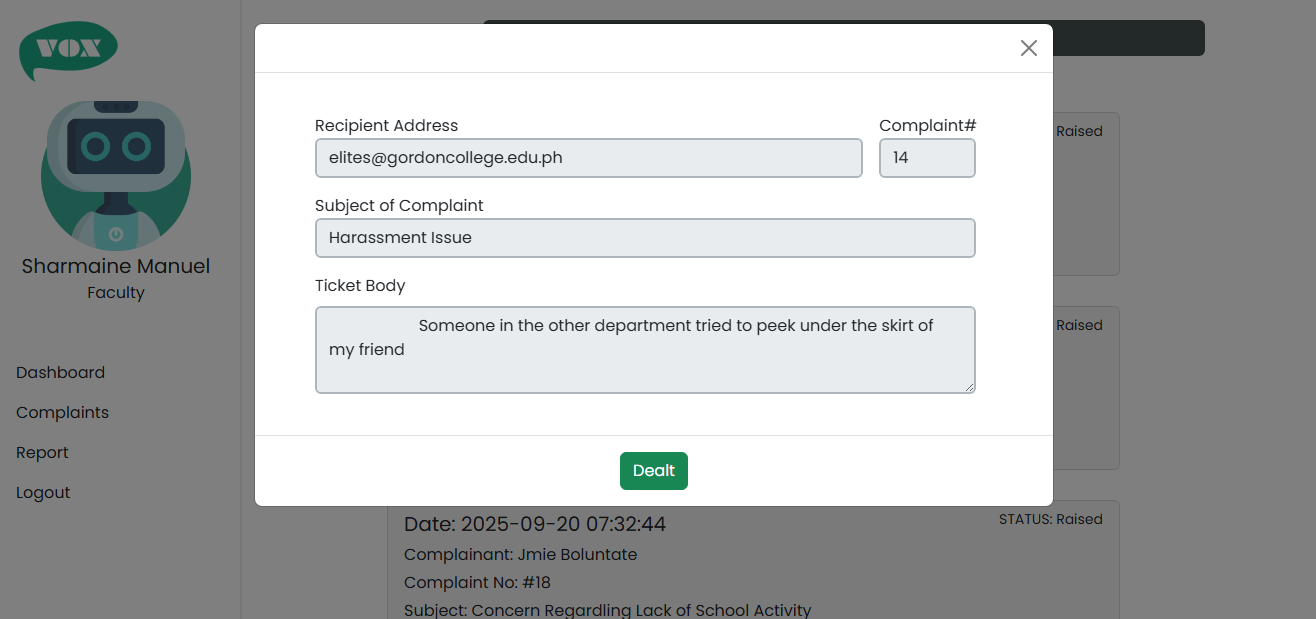 VOX
Sharmaine Manuel
Faculty
Dashboard
Complaints
Report
Logout
Recipient Address
elites@gordoncollege.edu.ph
Complaint#
14
Subject of Complaint
Harassment Issue
Ticket Body
Someone in the other department tried to peek under the skirt of
my friend
Dealt
Raised
Raised
Date: 2025-09-20 07:32:44
STATUS: Raised
Complainant: Jmie Boluntate
Complaint No: #18
Subject: Concern Regardling Lack of School Activity